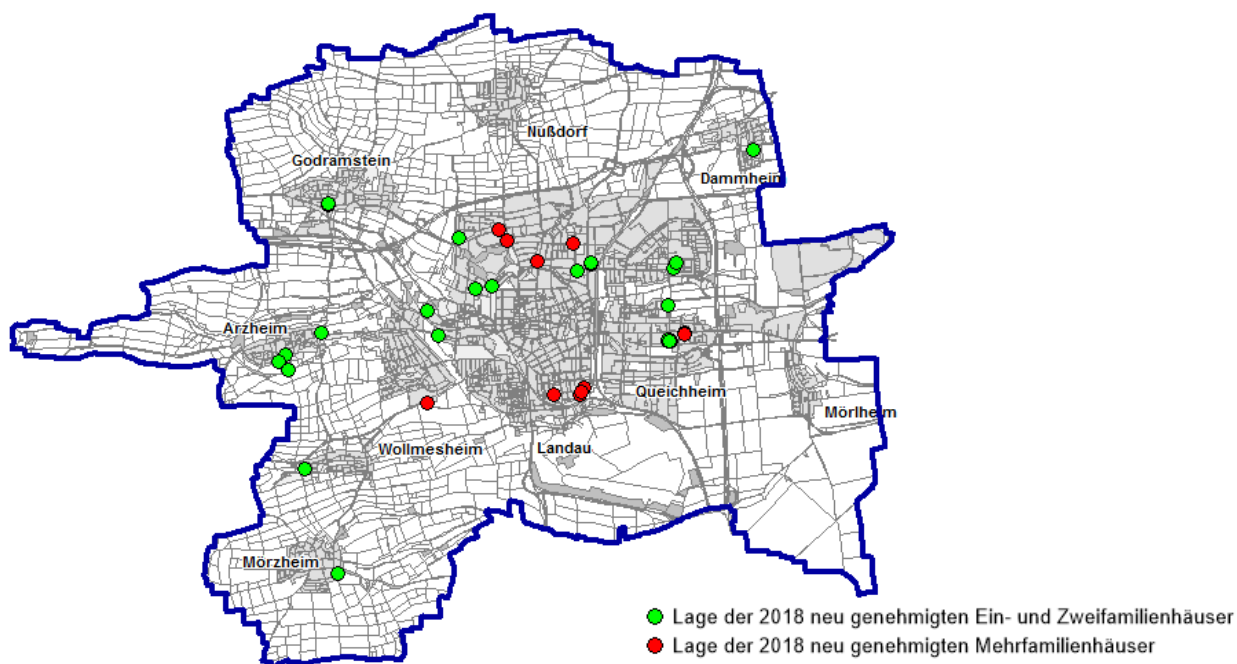 Nußdorf
Godramstein
Dammheim
Arzheim
Queichheim
Mörlheim
Wollmesheim
Landau
Mörzheim
Lage der 2018 neu genehmigten Ein- und Zweifamilienhäuser
Lage der 2018 neu genehmigten Mehrfamilienhäuser